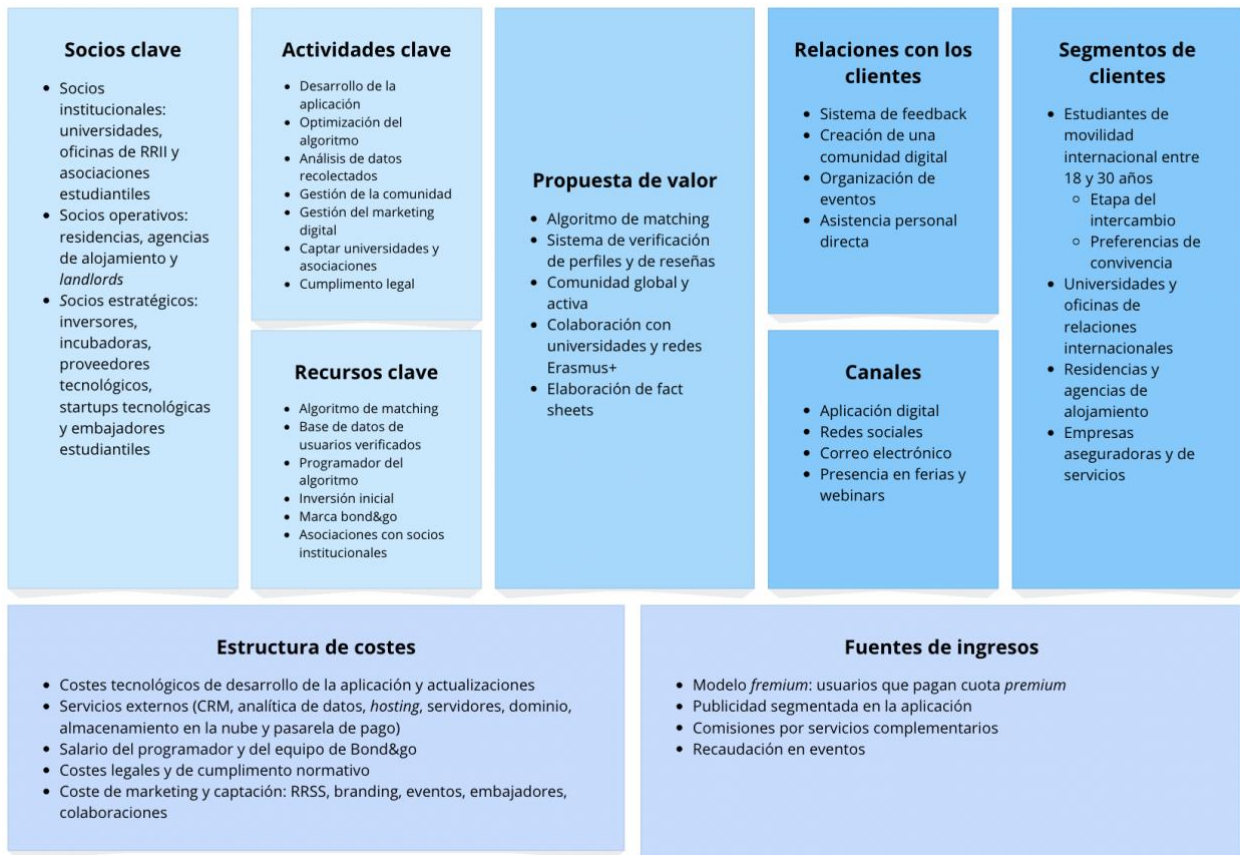 Socios clave
• Socios
institucionales:
universidades,
oficinas de RRII y
asociaciones
estudiantiles
• Socios operativos:
residencias, agencias
de alojamiento y
landlords
• Socios estratégicos:
inversores,
incubadoras,
proveedores
tecnológicos,
startups tecnológicas
y embajadores
estudiantiles
Actividades clave
• Desarrollo de la
aplicación
• Optimización del
algoritmo
• Análisis de datos
recolectados
• Gestión de la comunidad
• Gestión del marketing
digital
• Captar universidades y
asociaciones
• Cumplimento legal
Recursos clave
• Algoritmo de matching
• Base de datos de
usuarios verificados
• Programador del
algoritmo
• Inversión inicial
• Marca bond&go
• Asociaciones con socios
institucionales
Propuesta de valor
• Algoritmo de matching
• Sistema de verificación
de perfiles y de reseñas
• Comunidad global y
activa
• Colaboración con
universidades y redes
Erasmus+
• Elaboración de fact
sheets
Relaciones con los
clientes
• Sistema de feedback
• Creación de una
comunidad digital
• Organización de
eventos
• Asistencia personal
directa
Canales
• Aplicación digital
• Redes sociales
• Correo electrónico
• Presencia en ferias y
webinars
Segmentos de
clientes
• Estudiantes de
movilidad
internacional entre
18 y 30 años
◦ Etapa del
intercambio
◦ Preferencias de
convivencia
• Universidades y
oficinas de
relaciones
internacionales
• Residencias y
agencias de
alojamiento
• Empresas
aseguradoras y de
servicios
Estructura de costes
• Costes tecnológicos de desarrollo de la aplicación y actualizaciones
• Servicios externos (CRM, analítica de datos, hosting, servidores, dominio,
almacenamiento en la nube y pasarela de pago)
• Salario del programador y del equipo de Bond&go
• Costes legales y de cumplimento normativo
• Coste de marketing y captación: RRSS, branding, eventos, embajadores,
colaboraciones
Fuentes de ingresos
• Modelo fremium: usuarios que pagan cuota premium
• Publicidad segmentada en la aplicación
• Comisiones por servicios complementarios
• Recaudación en eventos